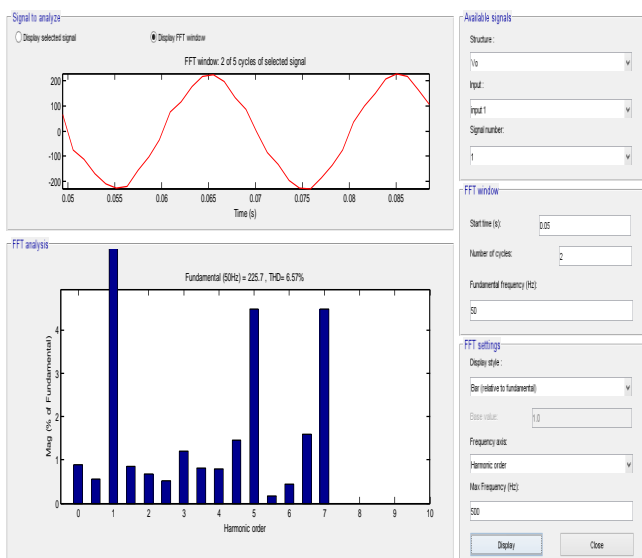 Signal to analyze
Display selected signal
Display FFT window
FFT window: 2 of 5 cycles of selected signal
200
100
0
-100
-200
0.05 0.055 0.06 0.065 0.07 0.075 0.08 0.085
Time (s)
FFT analysis
Fundamental (50Hz) = 225.7 , THD= 6.57%
Mag (% of Fundamental)
4
3
2
1
0
0 1 2 3 4 5 6 7 8 9 10
Harmonic order
Available signals
Structure :
Vo
Input :
input 1
Signal number:
1
FFT window
Start time (s):
0.05
Number of cycles:
2
Fundamental frequency (Hz):
50
FFT settings
Display style :
Bar (relative to fundamental)
Base value:
1.0
Frequency axis:
Harmonic order
Max Frequency (Hz):
500
Display
Close